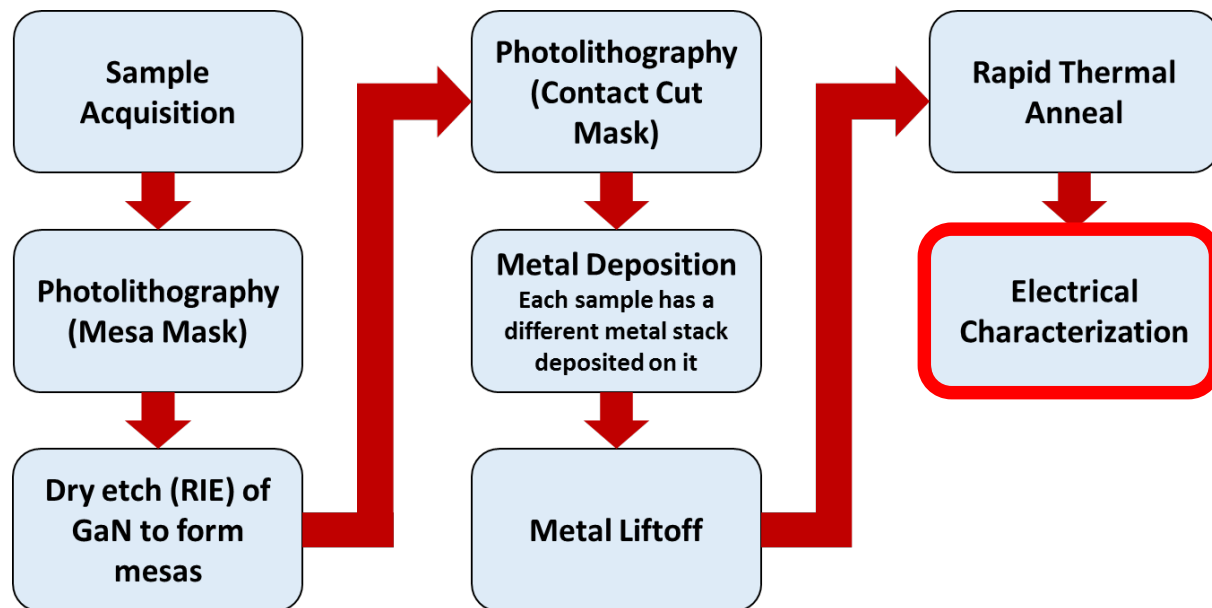 Sample
Acquisition
Photolithography
(Mesa Mask)
Dry etch (RIE) of
GaN to form
mesas
Photolithography
(Contact Cut
Mask)
Metal Deposition
Each sample has a
different metal stack
deposited on it
Metal Liftoff
Rapid Thermal
Anneal
Electrical
Characterization